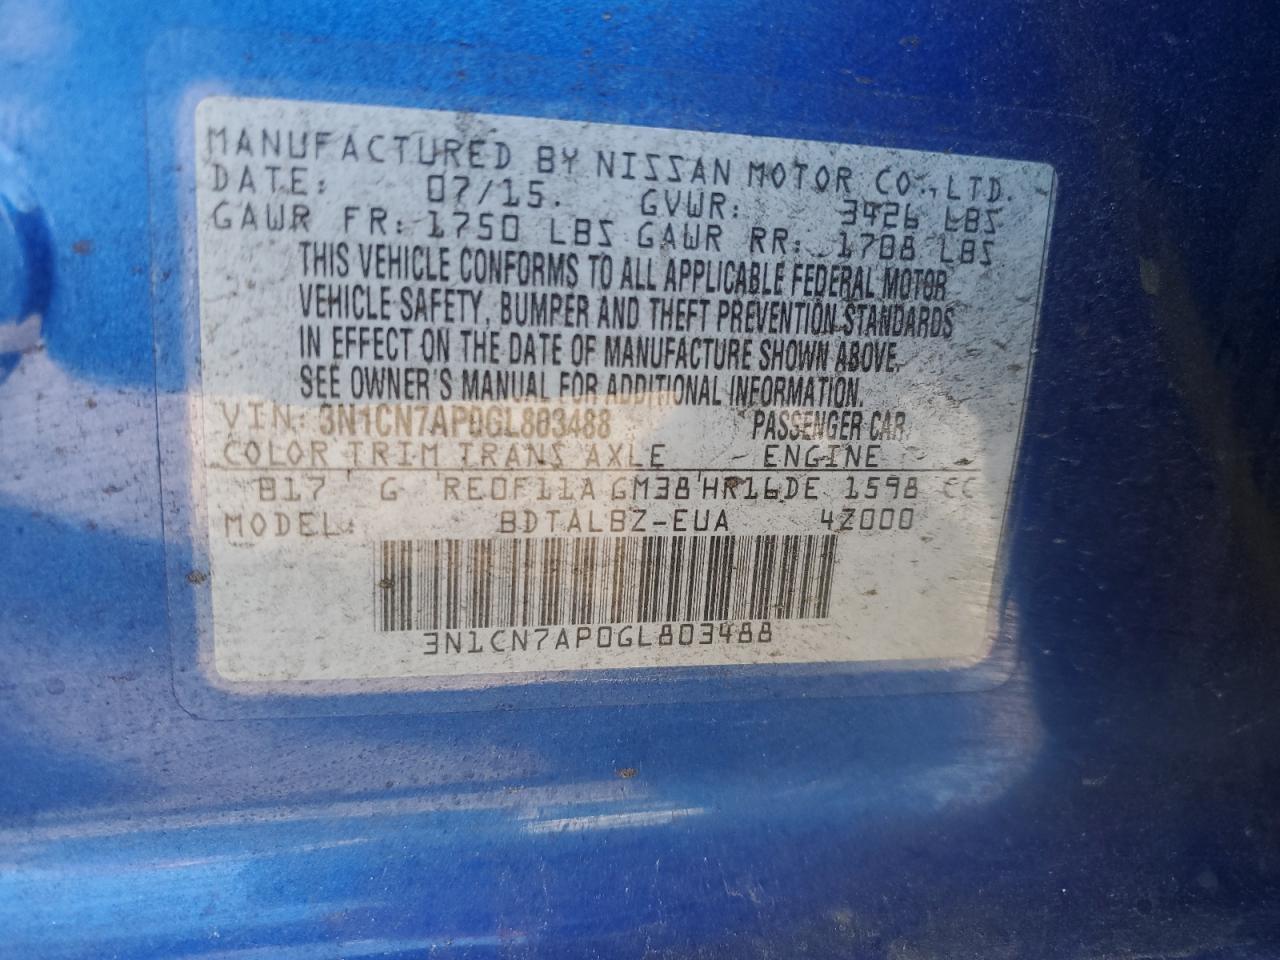 MANUFACTURED BY NISSAN MOTOR CO., LTD.
DATE: 07/15. GVWR: 3426 LBS
GAWR FR: 1750 LBS GAWR RR: 1708 LBS
THIS VEHICLE CONFORMS TO ALL APPLICABLE FEDERAL MOTOR
VEHICLE SAFETY, BUMPER AND THEFT PREVENTION STANDARDS
IN EFFECT ON THE DATE OF MANUFACTURE SHOWN ABOVE.
SEE OWNER'S MANUAL FOR ADDITIONAL INFORMATION.
VIN: 3N1CN7AP0GL803488 PASSENGER CAR
COLOR TRIM TRANS AXLE ENGINE
B17 G RE0F11A GM38 HR16DE 1598 CC
MODEL: BDTALBZ-EUA 4Z000
3N1CN7AP0GL803488